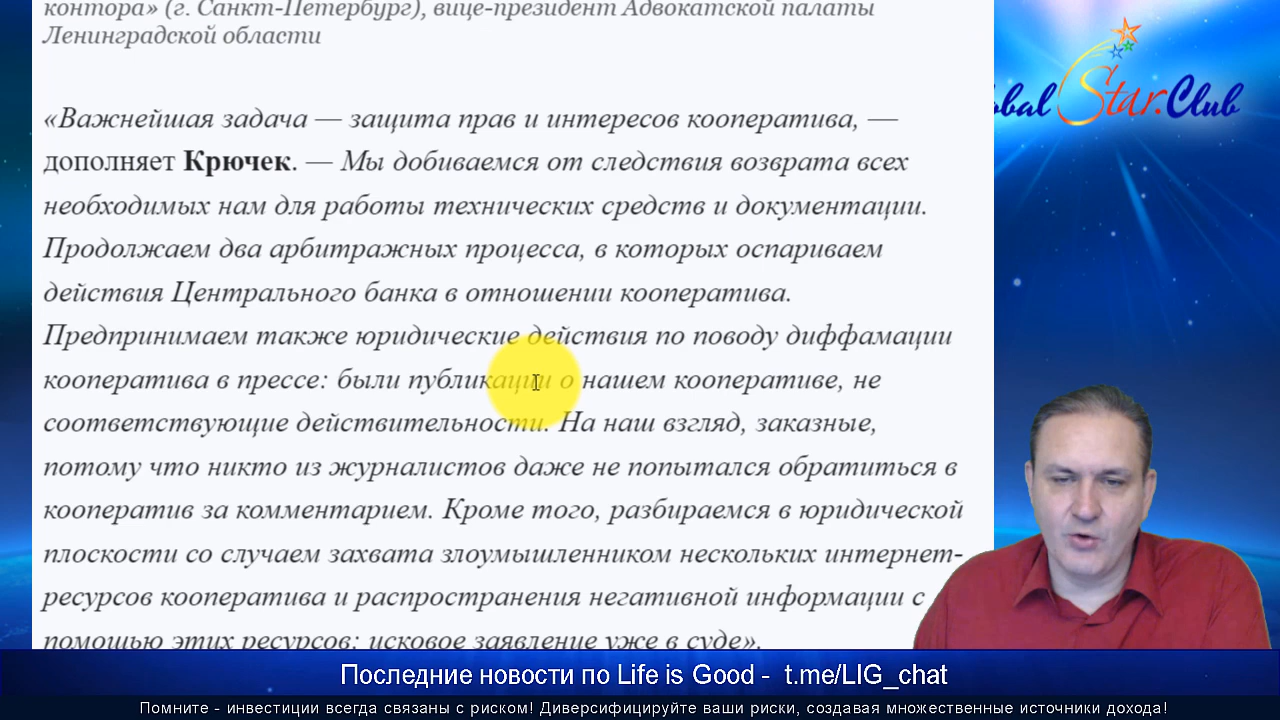 контора» (г. Санкт-Петербург), вице-президент Адвокатской палаты
Ленинградской области
«Важнейшая задача — защита прав и интересов кооператива, —
дополняет Крючек. — Мы добиваемся от следствия возврата всех
необходимых нам для работы технических средств и документации.
Продолжаем два арбитражных процесса, в которых оспариваем
действия Центрального банка в отношении кооператива.
Предпринимаем также юридические действия по поводу диффамации
кооператива в прессе: были публикации о нашем кооперативе, не
соответствующие действительности. На наш взгляд, заказные,
потому что никто из журналистов даже не попытался обратиться в
кооператив за комментарием. Кроме того, разбираемся в юридической
плоскости со случаем захвата злоумышленником нескольких интернет-
ресурсов кооператива и распространения негативной информации с
помощью этих ресурсов: исковое заявление уже в суде».
obal Star.Club
Последние новости по Life is Good - t.me/LIG_chat
Помните - инвестиции всегда связаны с риском! Диверсифицируйте ваши риски, создавая множественные источники дохода!